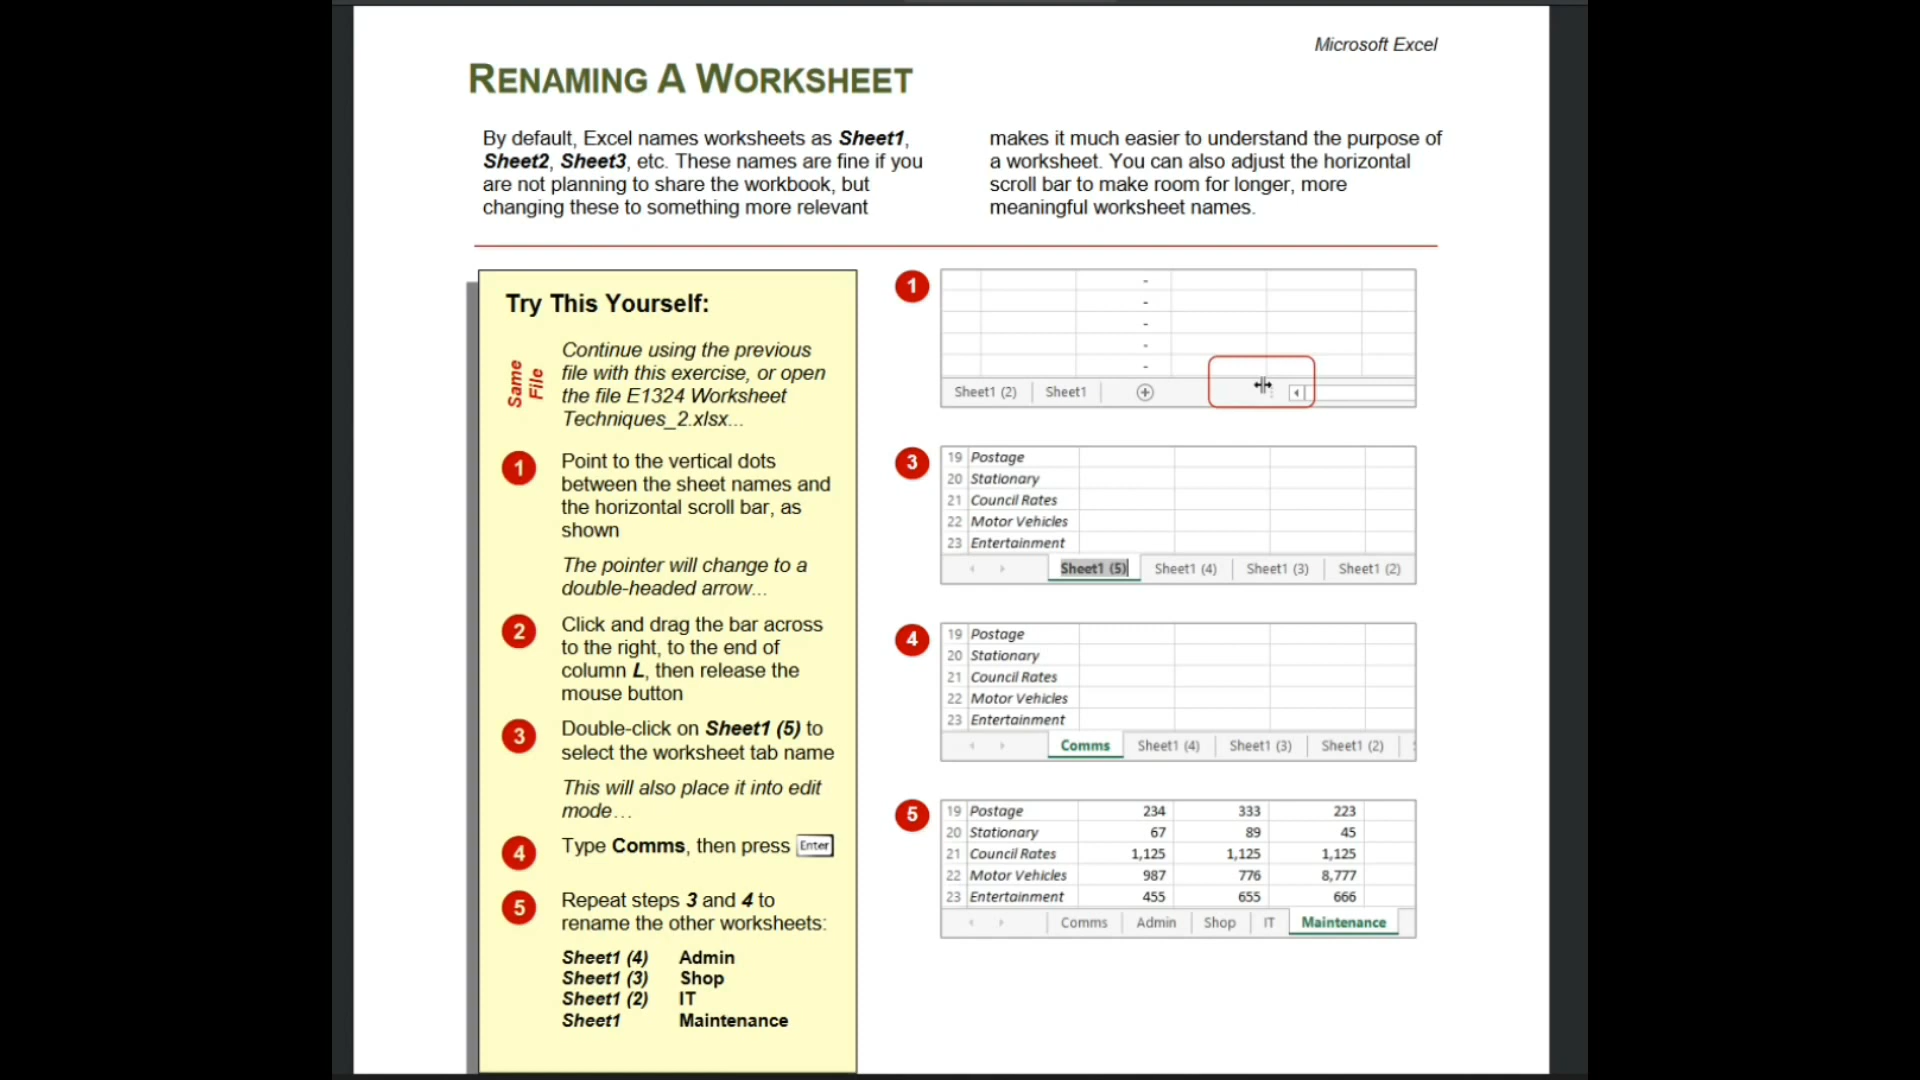 Microsoft Excel
RENAMING A WORKSHEET
By default, Excel names worksheets as Sheet1,
Sheet2, Sheet3, etc. These names are fine if you
are not planning to share the workbook, but
changing these to something more relevant
makes it much easier to understand the purpose of
a worksheet. You can also adjust the horizontal
scroll bar to make room for longer, more
meaningful worksheet names.
Try This Yourself:
Same
File
Continue using the previous
file with this exercise, or open
the file E1324 Worksheet
Techniques_2.xlsx...
1 Point to the vertical dots
between the sheet names and
the horizontal scroll bar, as
shown
The pointer will change to a
double-headed arrow...
2 Click and drag the bar across
to the right, to the end of
column L, then release the
mouse button
3 Double-click on Sheet1 (5) to
select the worksheet tab name
This will also place it into edit
mode...
4 Type Comms, then press Enter
5 Repeat steps 3 and 4 to
rename the other worksheets:
Sheet1 (4) Admin
Sheet1 (3) Shop
Sheet1 (2) IT
Sheet1 Maintenance
1
-
-
-
-
-
Sheet1 (2) Sheet1
3
19 Postage
20 Stationary
21 Council Rates
22 Motor Vehicles
23 Entertainment
Sheet1 (5) Sheet1 (4) Sheet1 (3) Sheet1 (2)
4
19 Postage
20 Stationary
21 Council Rates
22 Motor Vehicles
23 Entertainment
Comms Sheet1 (4) Sheet1 (3) Sheet1 (2)
5
19 Postage 234 333 223
20 Stationary 67 89 45
21 Council Rates 1,125 1,125 1,125
22 Motor Vehicles 987 776 8,777
23 Entertainment 455 655 666
Comms Admin Shop IT Maintenance